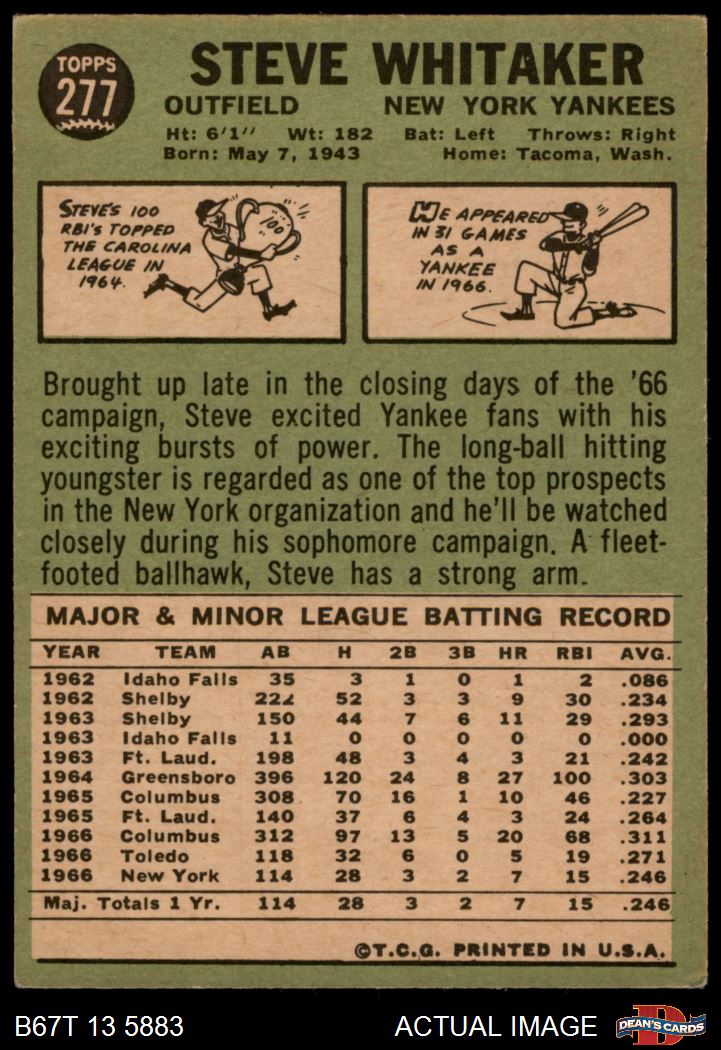 TOPPS
277
STEVE WHITAKER
OUTFIELD NEW YORK YANKEES
Ht: 6'1" Wt: 182 Bat: Left Throws: Right
Born: May 7, 1943 Home: Tacoma, Wash.
STEVE'S 100
RBI'S TOPPED
THE CAROLINA
LEAGUE IN
1964.
100
HE APPEARED
IN 31 GAMES
AS A
YANKEE
IN 1966.
Brought up late in the closing days of the '66
campaign, Steve excited Yankee fans with his
exciting bursts of power. The long-ball hitting
youngster is regarded as one of the top prospects
in the New York organization and he'll be watched
closely during his sophomore campaign. A fleet-
footed ballhawk, Steve has a strong arm.
MAJOR & MINOR LEAGUE BATTING RECORD
YEAR TEAM AB H 2B 3B HR RBI AVG.
1962 Idaho Falls 35 3 1 0 1 2 .086
1962 Shelby 222 52 3 3 9 30 .234
1963 Shelby 150 44 7 6 11 29 .293
1963 Idaho Falls 11 0 0 0 0 0 .000
1963 Ft. Laud. 198 48 3 4 3 21 .242
1964 Greensboro 396 120 24 8 27 100 .303
1965 Columbus 308 70 16 1 10 46 .227
1965 Ft. Laud. 140 37 6 4 3 24 .264
1966 Columbus 312 97 13 5 20 68 .311
1966 Toledo 118 32 6 0 5 19 .271
1966 New York 114 28 3 2 7 15 .246
Maj. Totals 1 Yr. 114 28 3 2 7 15 .246
©T.C.G. PRINTED IN U.S.A.
B67T 13 5883 ACTUAL IMAGE
D
DEAN'S CARDS